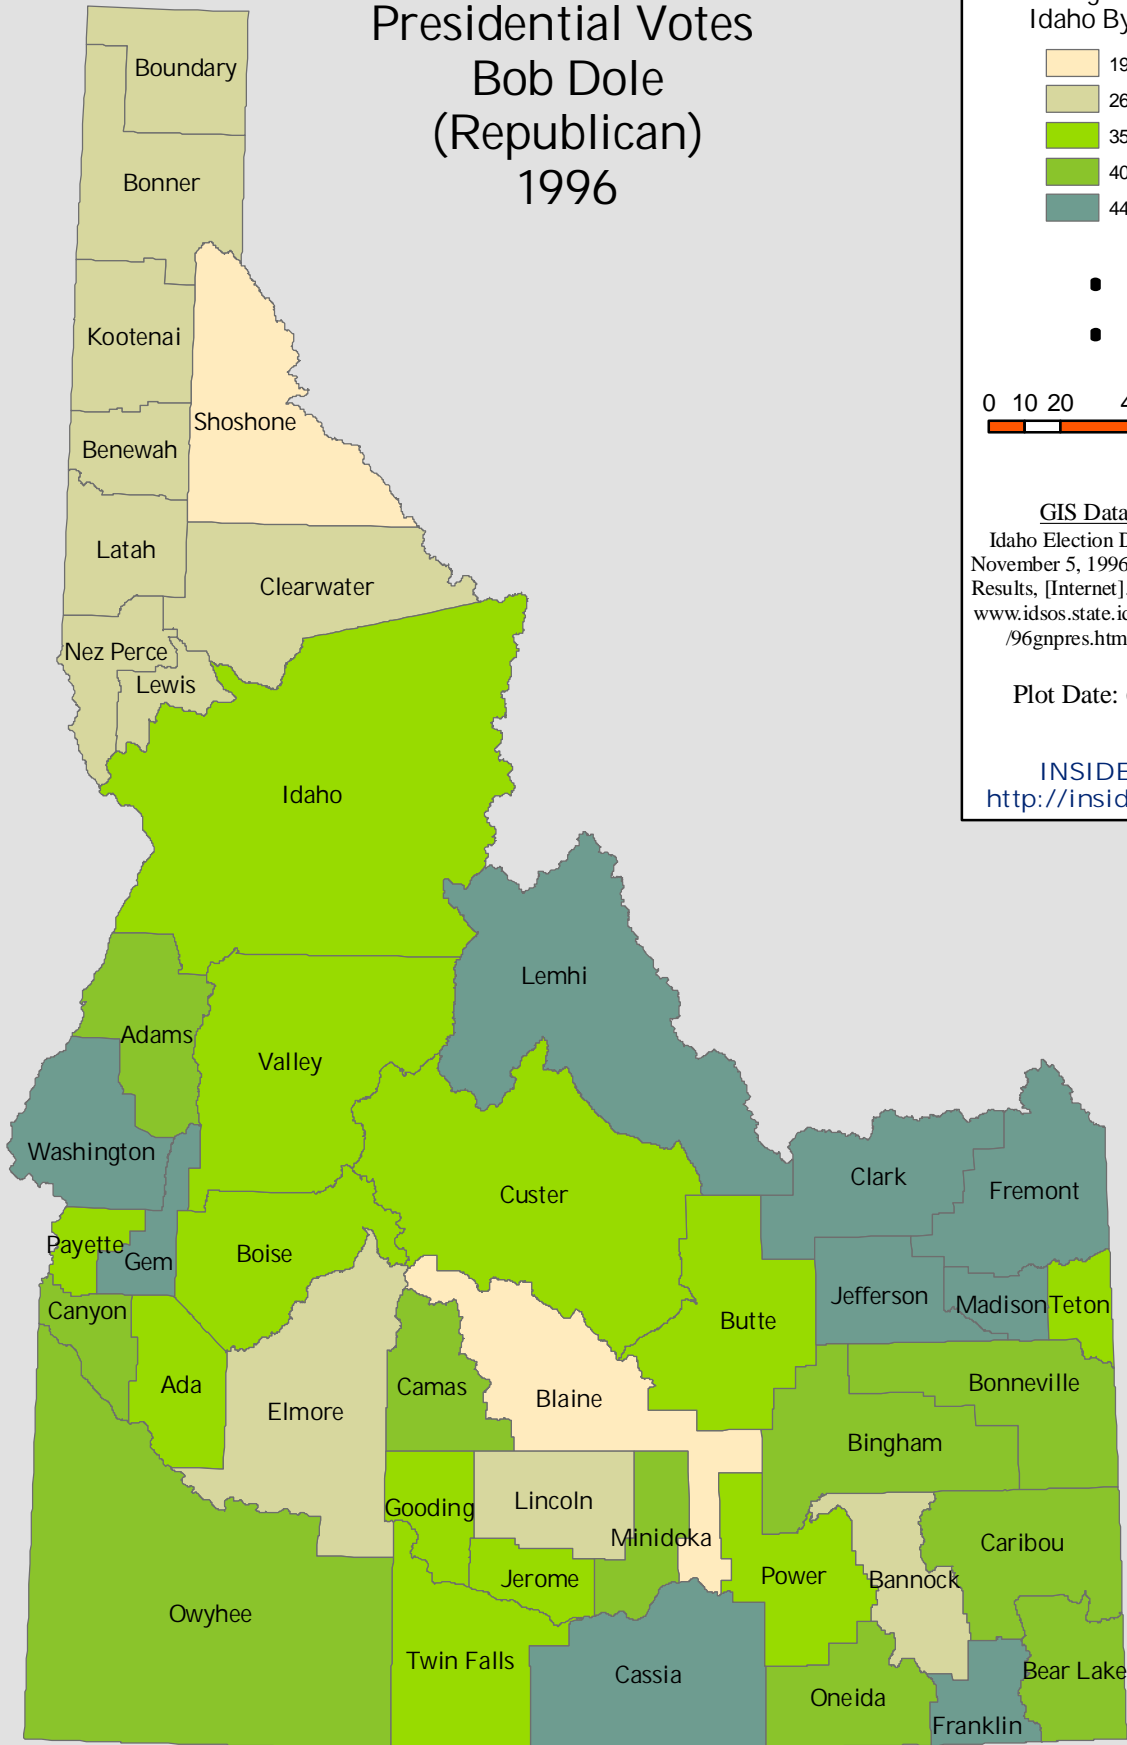 Presidential Votes
Bob Dole
(Republican)
1996
Idaho By
19
26
35
40
44
0 10 20 4
GIS Data
Idaho Election D
November 5, 1996
Results, [Internet].
www.idsos.state.id
/96gnpres.htm
Plot Date:
INSIDE
http://insid
Boundary
Bonner
Kootenai
Shoshone
Benewah
Latah
Clearwater
Nez Perce
Lewis
Idaho
Lemhi
Adams
Valley
Washington
Custer
Clark
Fremont
Payette
Gem
Boise
Canyon
Butte
Jefferson
Madison
Teton
Ada
Elmore
Camas
Blaine
Bonneville
Bingham
Gooding
Lincoln
Minidoka
Caribou
Jerome
Power
Bannock
Owyhee
Twin Falls
Cassia
Oneida
Bear Lake
Franklin